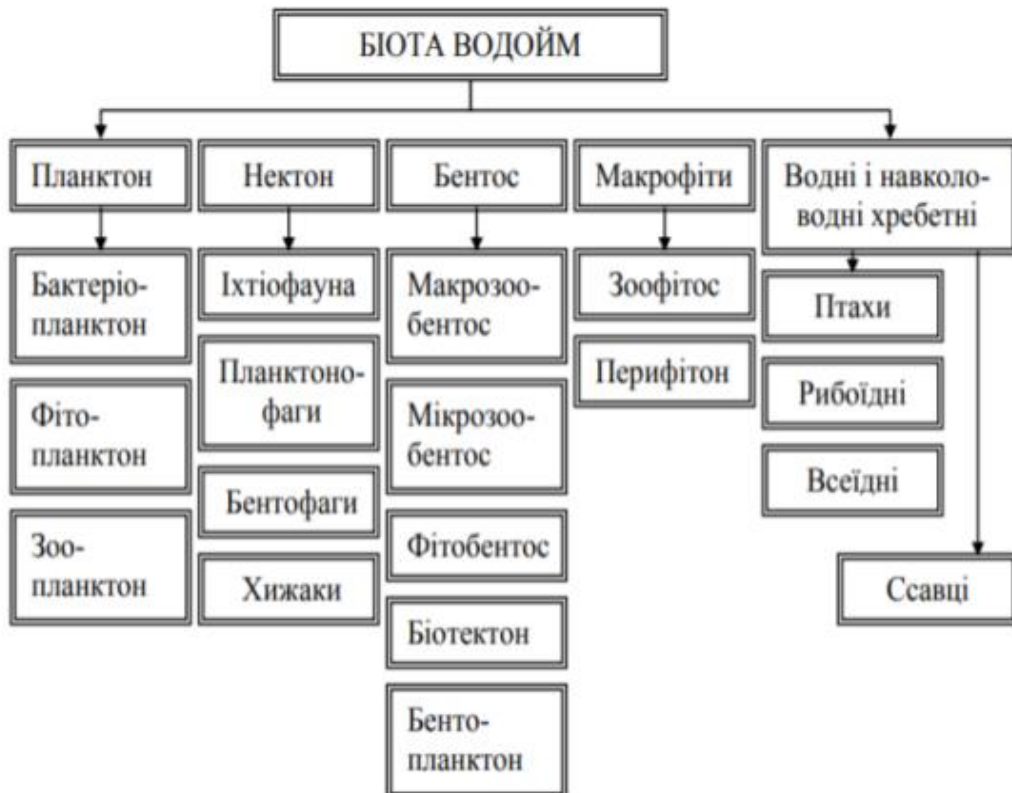 БІОТА ВОДОЙМ
Планктон
Нектон
Бентос
Макрофіти
Водні і навколо-
водні хребетні
Бактеріо-
планктон
Фіто-
планктон
Зоо-
планктон
Іхтіофауна
Планктоно-
фаги
Бентофаги
Хижаки
Макрозоо-
бентос
Мікрозоо-
бентос
Фітобентос
Біотектон
Бенто-
планктон
Зоофітос
Перифітон
Птахи
Рибоїдні
Всеїдні
Ссавці